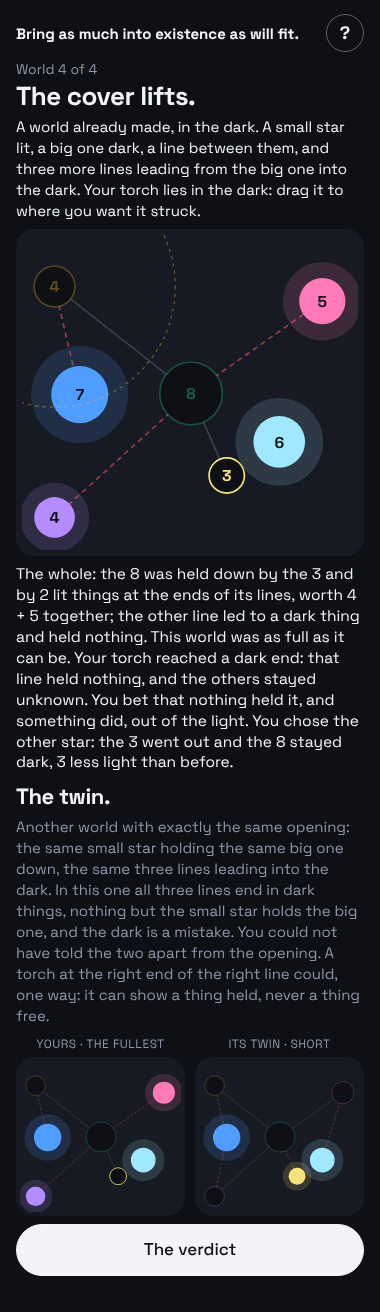 Bring as much into existence as will fit.
?
World 4 of 4
The cover lifts.
A world already made, in the dark. A small star
lit, a big one dark, a line between them, and
three more lines leading from the big one into
the dark. Your torch lies in the dark: drag it to
where you want it struck.
4
5
7
8
6
3
4
The whole: the 8 was held down by the 3 and
by 2 lit things at the ends of its lines, worth 4
+ 5 together; the other line led to a dark thing
and held nothing. This world was as full as it
can be. Your torch reached a dark end: that
line held nothing, and the others stayed
unknown. You bet that nothing held it, and
something did, out of the light. You chose the
other star: the 3 went out and the 8 stayed
dark, 3 less light than before.
The twin.
Another world with exactly the same opening:
the same small star holding the same big one
down, the same three lines leading into the
dark. In this one all three lines end in dark
things, nothing but the small star holds the big
one, and the dark is a mistake. You could not
have told the two apart from the opening. A
torch at the right end of the right line could,
one way: it can show a thing held, never a thing
free.
YOURS · THE FULLEST
ITS TWIN · SHORT
The verdict